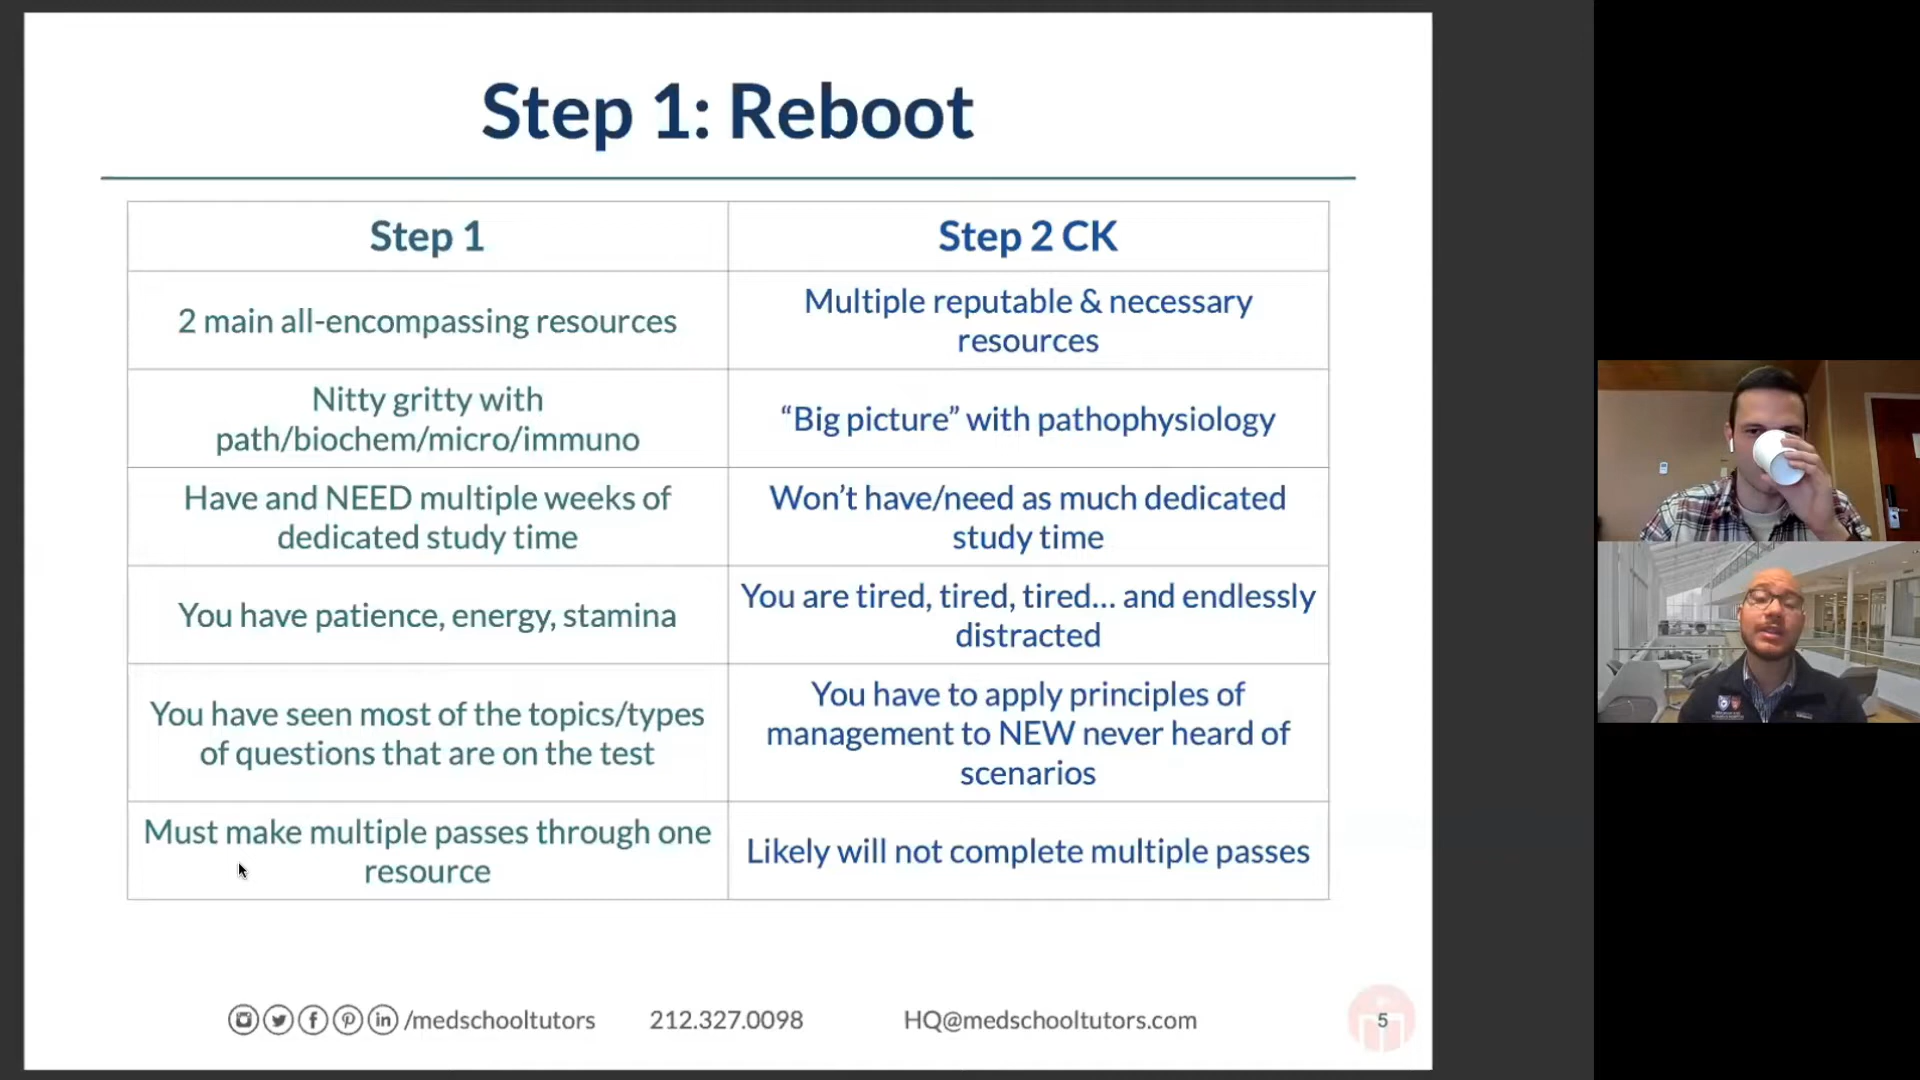 Step 1: Reboot
Step 1
Step 2 CK
2 main all-encompassing resources
Multiple reputable & necessary
resources
Nitty gritty with
path/biochem/micro/immuno
“Big picture” with pathophysiology
Have and NEED multiple weeks of
dedicated study time
Won’t have/need as much dedicated
study time
You have patience, energy, stamina
You are tired, tired, tired... and endlessly
distracted
You have seen most of the topics/types
of questions that are on the test
You have to apply principles of
management to NEW never heard of
scenarios
Must make multiple passes through one
resource
Likely will not complete multiple passes
/medschooltutors
212.327.0098
HQ@medschooltutors.com
5